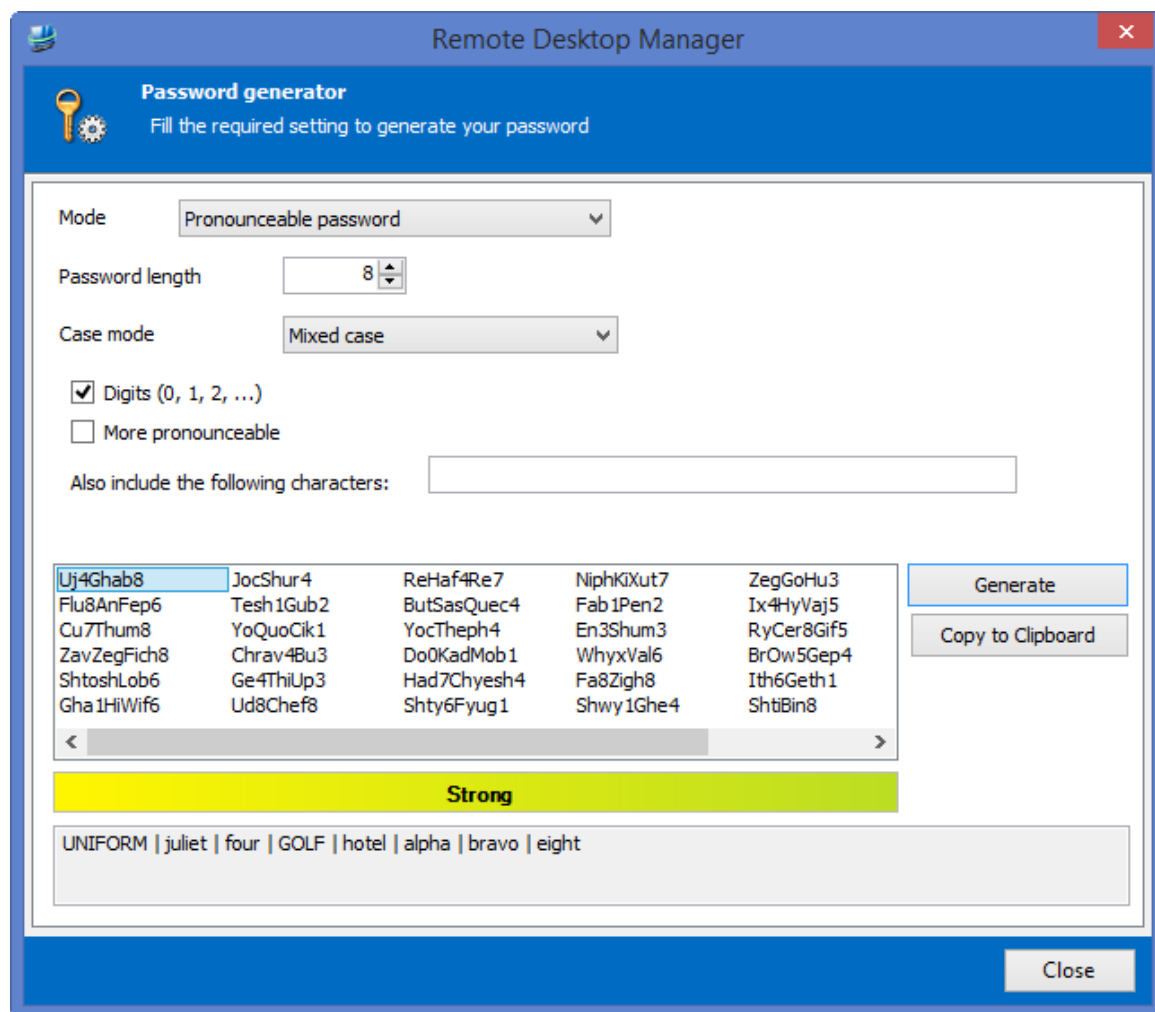 Remote Desktop Manager
Password generator
Fill the required setting to generate your password
Mode Pronounceable password
Password length 8
Case mode Mixed case
Digits (0, 1, 2, ...)
More pronounceable
Also include the following characters:
Uj4Ghab8 JocShur4 ReHaf4Re7 NiphKiXut7 ZegGoHu3 Generate
Flu8AnFep6 Tesh1Gub2 ButSasQuec4 Fab1Pen2 Ix4HyVaj5
Cu7Thum8 YoQuoCik1 YocTheph4 En3Shum3 RyCer8Gif5 Copy to Clipboard
ZavZegFich8 Chrav4Bu3 Do0KadMob1 WhyxVal6 BrOw5Gep4
ShtoshLob6 Ge4ThiUp3 Had7Chyesh4 Fa8Zigh8 Ith6Geth1
Gha1HiWif6 Ud8Chef8 Shty6Fyug1 Shwy1Ghe4 ShtiBin8
Strong
UNIFORM | juliet | four | GOLF | hotel | alpha | bravo | eight
Close